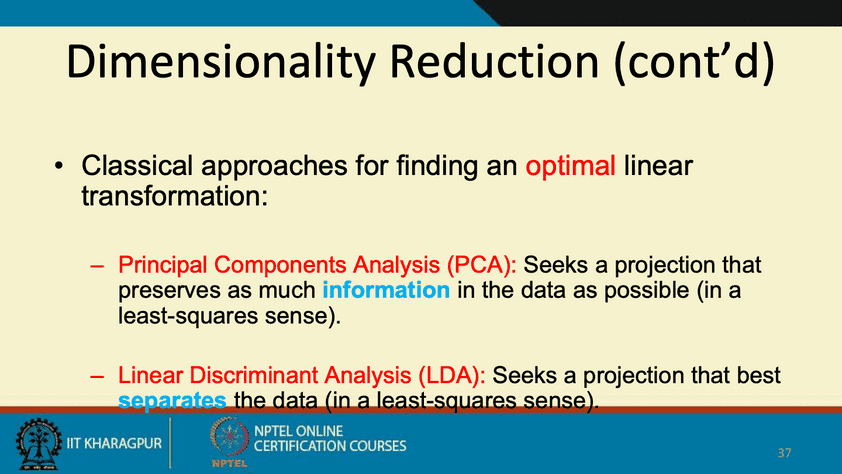 Dimensionality Reduction (cont’d)
• Classical approaches for finding an optimal linear
transformation:
– Principal Components Analysis (PCA): Seeks a projection that
preserves as much information in the data as possible (in a
least-squares sense).
– Linear Discriminant Analysis (LDA): Seeks a projection that best
separates the data (in a least-squares sense).
IIT KHARAGPUR
NPTEL
NPTEL ONLINE
CERTIFICATION COURSES
37